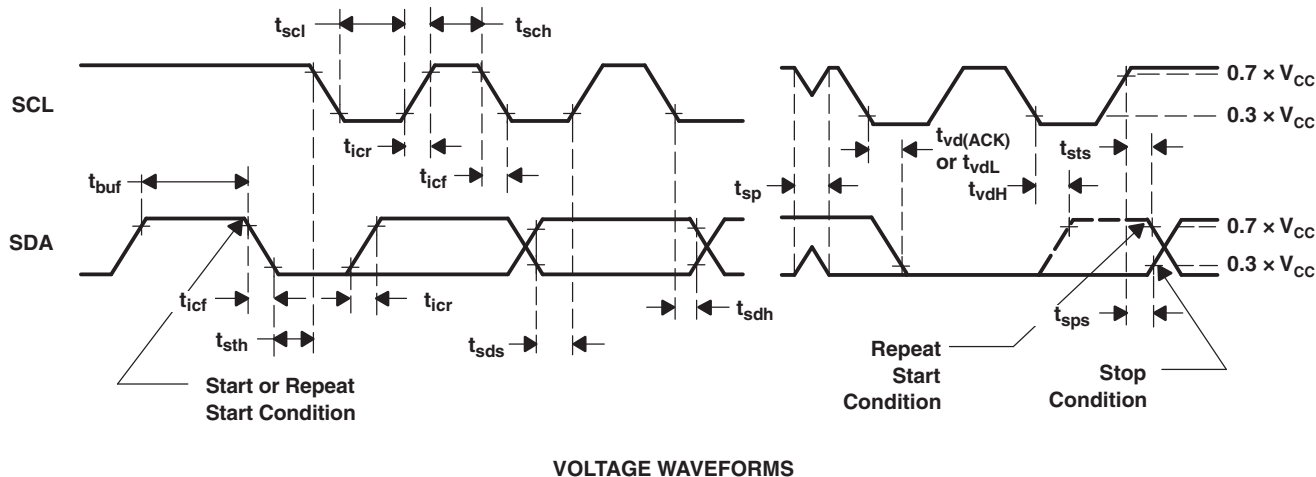 tscl
tsch
0.7 × VCC
SCL
0.3 × VCC
ticr
tvd(ACK)
or tvdL
tsts
tbuf
ticf
tsp
tvdH
SDA
0.7 × VCC
0.3 × VCC
ticf
ticr
tsdh
tsps
tsth
tsds
Repeat
Start
Condition
Stop
Condition
Start or Repeat
Start Condition
VOLTAGE WAVEFORMS